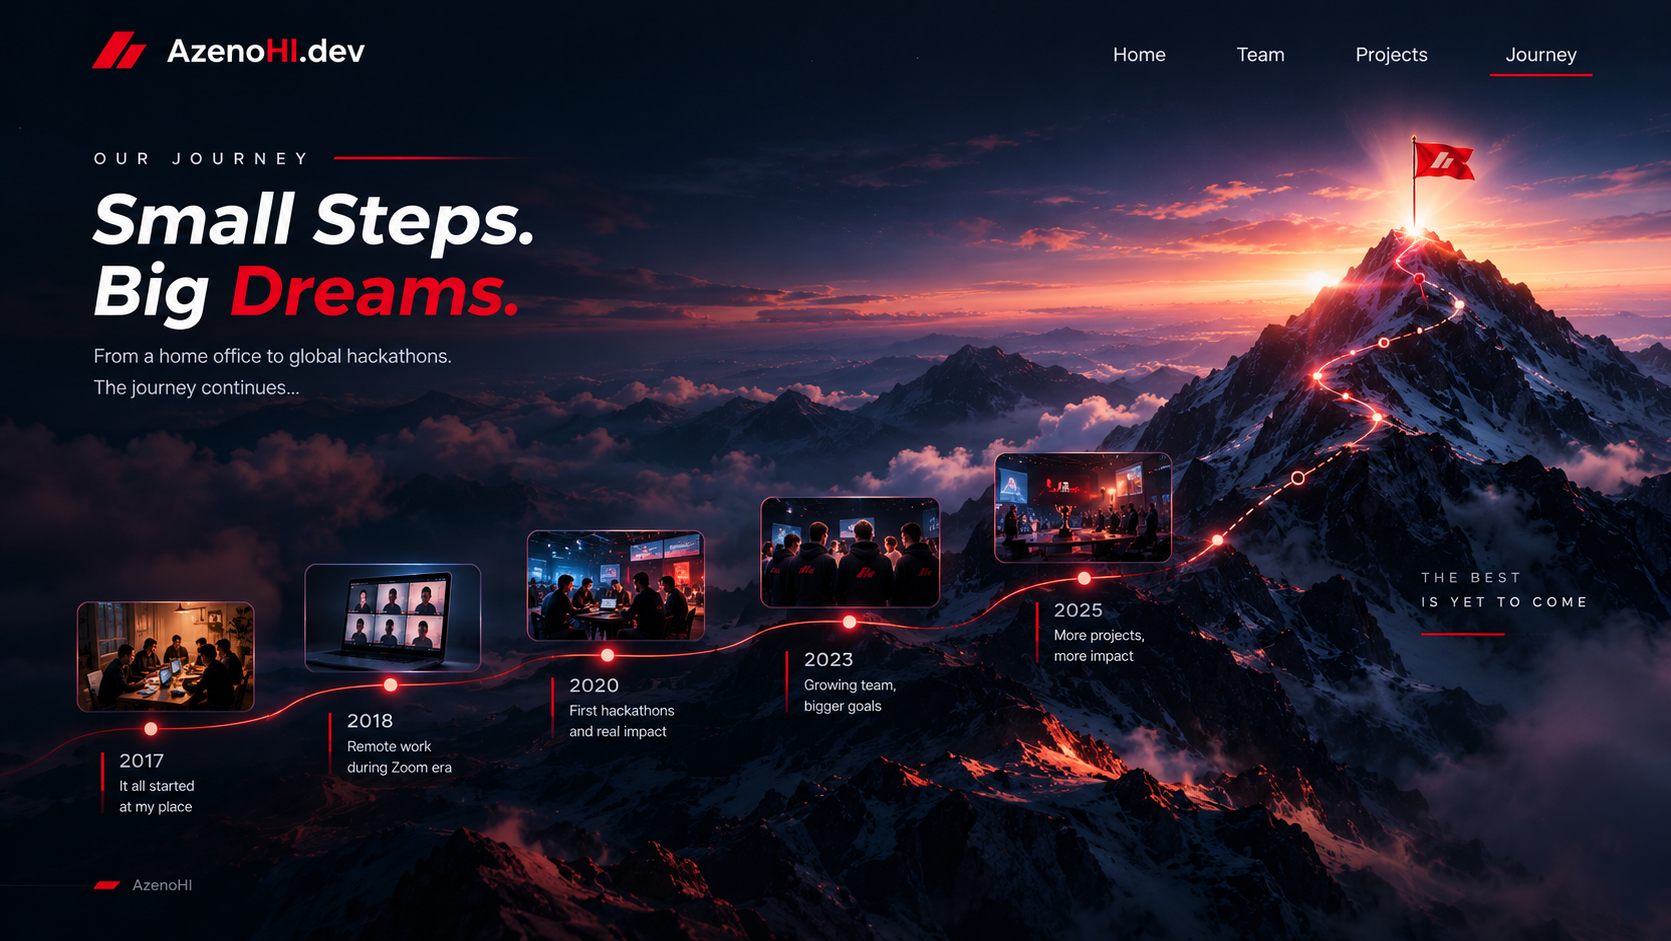 AzenoHI.dev
Home
Team
Projects
Journey
OUR JOURNEY
Small Steps.
Big Dreams.
From a home office to global hackathons.
The journey continues...
2017
It all started
at my place
2018
Remote work
during Zoom era
2020
First hackathons
and real impact
2023
Growing team,
bigger goals
2025
More projects,
more impact
THE BEST
IS YET TO COME
AzenoHI